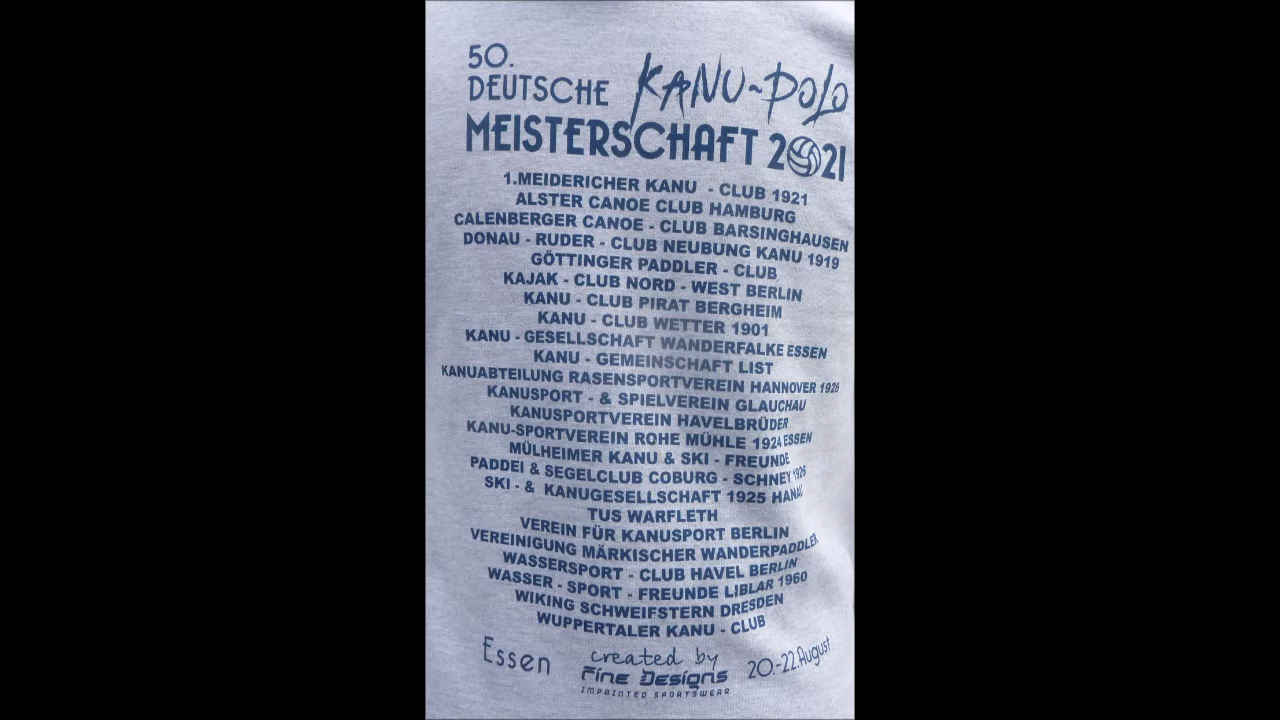 50.
DEUTSCHE KANU-POLO
MEISTERSCHAFT 2021
1.MEIDERICHER KANU - CLUB 1921
ALSTER CANOE CLUB HAMBURG
CALENBERGER CANOE - CLUB BARSINGHAUSEN
DONAU - RUDER - CLUB NEUBUNG KANU 1919
GÖTTINGER PADDLER - CLUB
KAJAK - CLUB NORD - WEST BERLIN
KANU - CLUB PIRAT BERGHEIM
KANU - CLUB WETTER 1901
KANU - GESELLSCHAFT WANDERFALKE ESSEN
KANU - GEMEINSCHAFT LIST
KANUABTEILUNG RASENSPORTVEREIN HANNOVER 1926
KANUSPORT - & SPIELVEREIN GLAUCHAU
KANUSPORTVEREIN HAVELBRÜDER
KANU-SPORTVEREIN ROHE MÜHLE 1924 ESSEN
MÜLHEIMER KANU & SKI - FREUNDE
PADDEI & SEGELCLUB COBURG - SCHNEY 1926
SKI - & KANUGESELLSCHAFT 1925 HANAU
TUS WARFLETH
VEREIN FÜR KANUSPORT BERLIN
VEREINIGUNG MÄRKISCHER WANDERPADDLER
WASSERSPORT - CLUB HAVEL BERLIN
WASSER - SPORT - FREUNDE LIBLAR 1960
WIKING SCHWEIFSTERN DRESDEN
WUPPERTALER KANU - CLUB
Essen
created by
Fine Designs
IMPRINTED SPORTSWEAR
20.-22.August